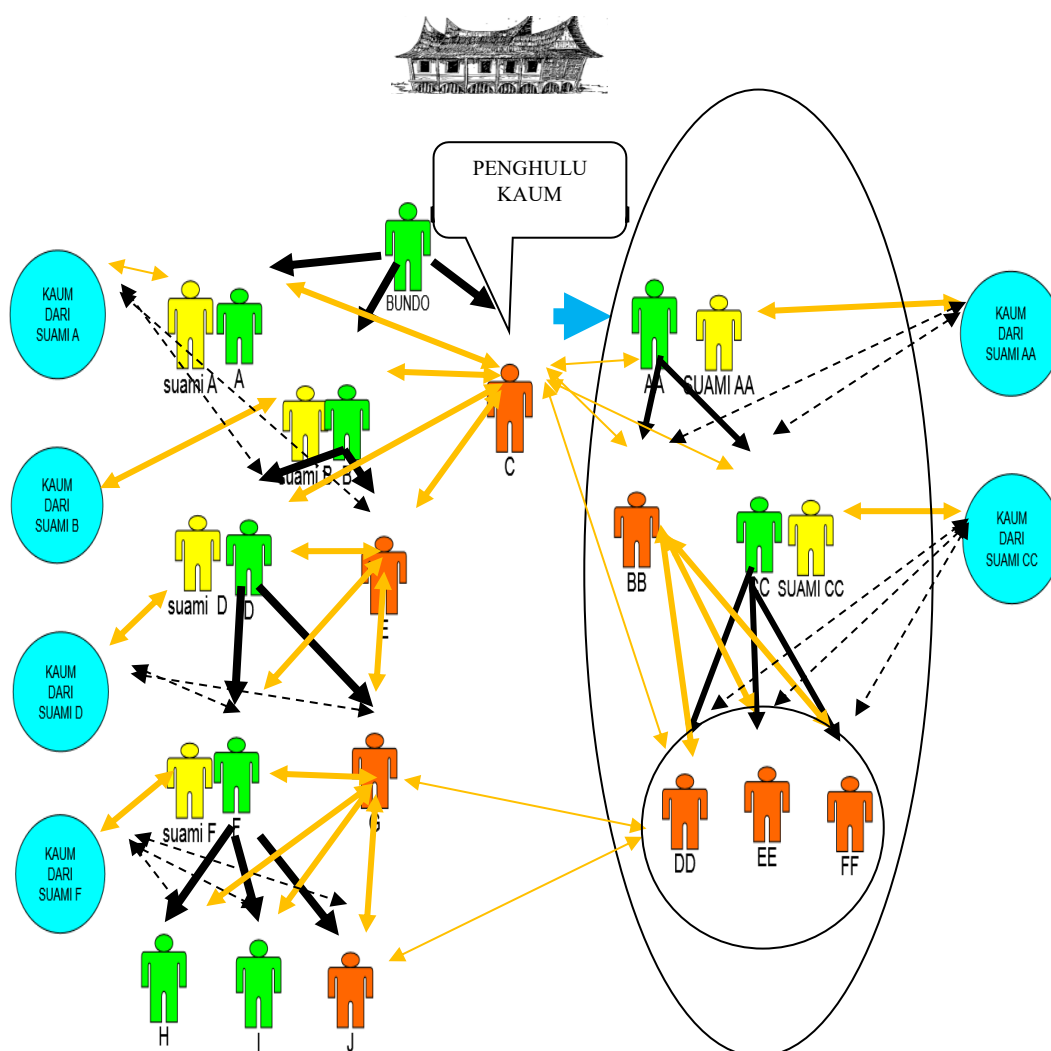 PENGHULU
KAUM
BUNDO
KAUM
DARI
SUAMI A
suami A
A
AA
SUAMI AA
KAUM
DARI
SUAMI AA
C
suami B
B
KAUM
DARI
SUAMI B
KAUM
DARI
SUAMI CC
BB
CC
SUAMI CC
suami D
D
E
KAUM
DARI
SUAMI D
suami F
F
G
KAUM
DARI
SUAMI F
DD
EE
FF
H
I
J